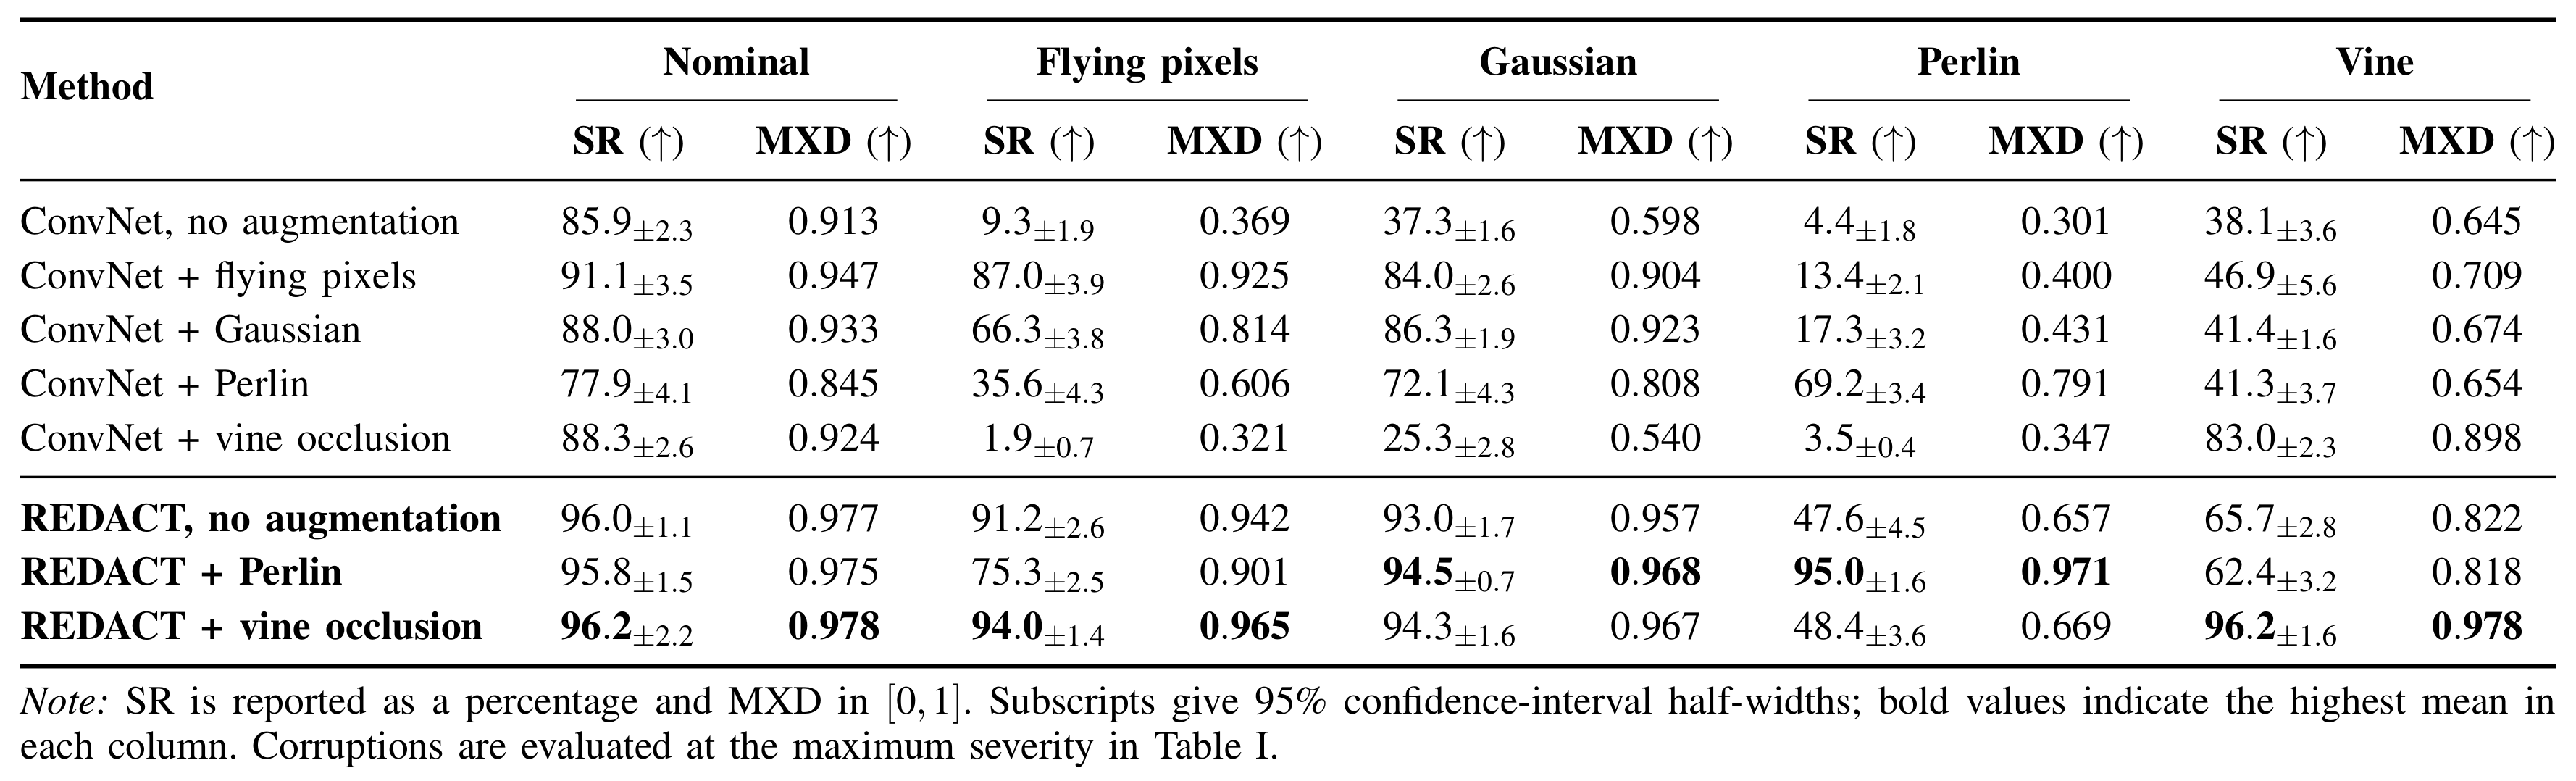 Method Nominal Flying pixels Gaussian Perlin Vine
SR (↑) MXD (↑) SR (↑) MXD (↑) SR (↑) MXD (↑) SR (↑) MXD (↑) SR (↑) MXD (↑)
ConvNet, no augmentation 85.9±2.3 0.913 9.3±1.9 0.369 37.3±1.6 0.598 4.4±1.8 0.301 38.1±3.6 0.645
ConvNet + flying pixels 91.1±3.5 0.947 87.0±3.9 0.925 84.0±2.6 0.904 13.4±2.1 0.400 46.9±5.6 0.709
ConvNet + Gaussian 88.0±3.0 0.933 66.3±3.8 0.814 86.3±1.9 0.923 17.3±3.2 0.431 41.4±1.6 0.674
ConvNet + Perlin 77.9±4.1 0.845 35.6±4.3 0.606 72.1±4.3 0.808 69.2±3.4 0.791 41.3±3.7 0.654
ConvNet + vine occlusion 88.3±2.6 0.924 1.9±0.7 0.321 25.3±2.8 0.540 3.5±0.4 0.347 83.0±2.3 0.898
REDACT, no augmentation 96.0±1.1 0.977 91.2±2.6 0.942 93.0±1.7 0.957 47.6±4.5 0.657 65.7±2.8 0.822
REDACT + Perlin 95.8±1.5 0.975 75.3±2.5 0.901 94.5±0.7 0.968 95.0±1.6 0.971 62.4±3.2 0.818
REDACT + vine occlusion 96.2±2.2 0.978 94.0±1.4 0.965 94.3±1.6 0.967 48.4±3.6 0.669 96.2±1.6 0.978
Note: SR is reported as a percentage and MXD in [0, 1]. Subscripts give 95% confidence-interval half-widths; bold values indicate the highest mean in
each column. Corruptions are evaluated at the maximum severity in Table I.